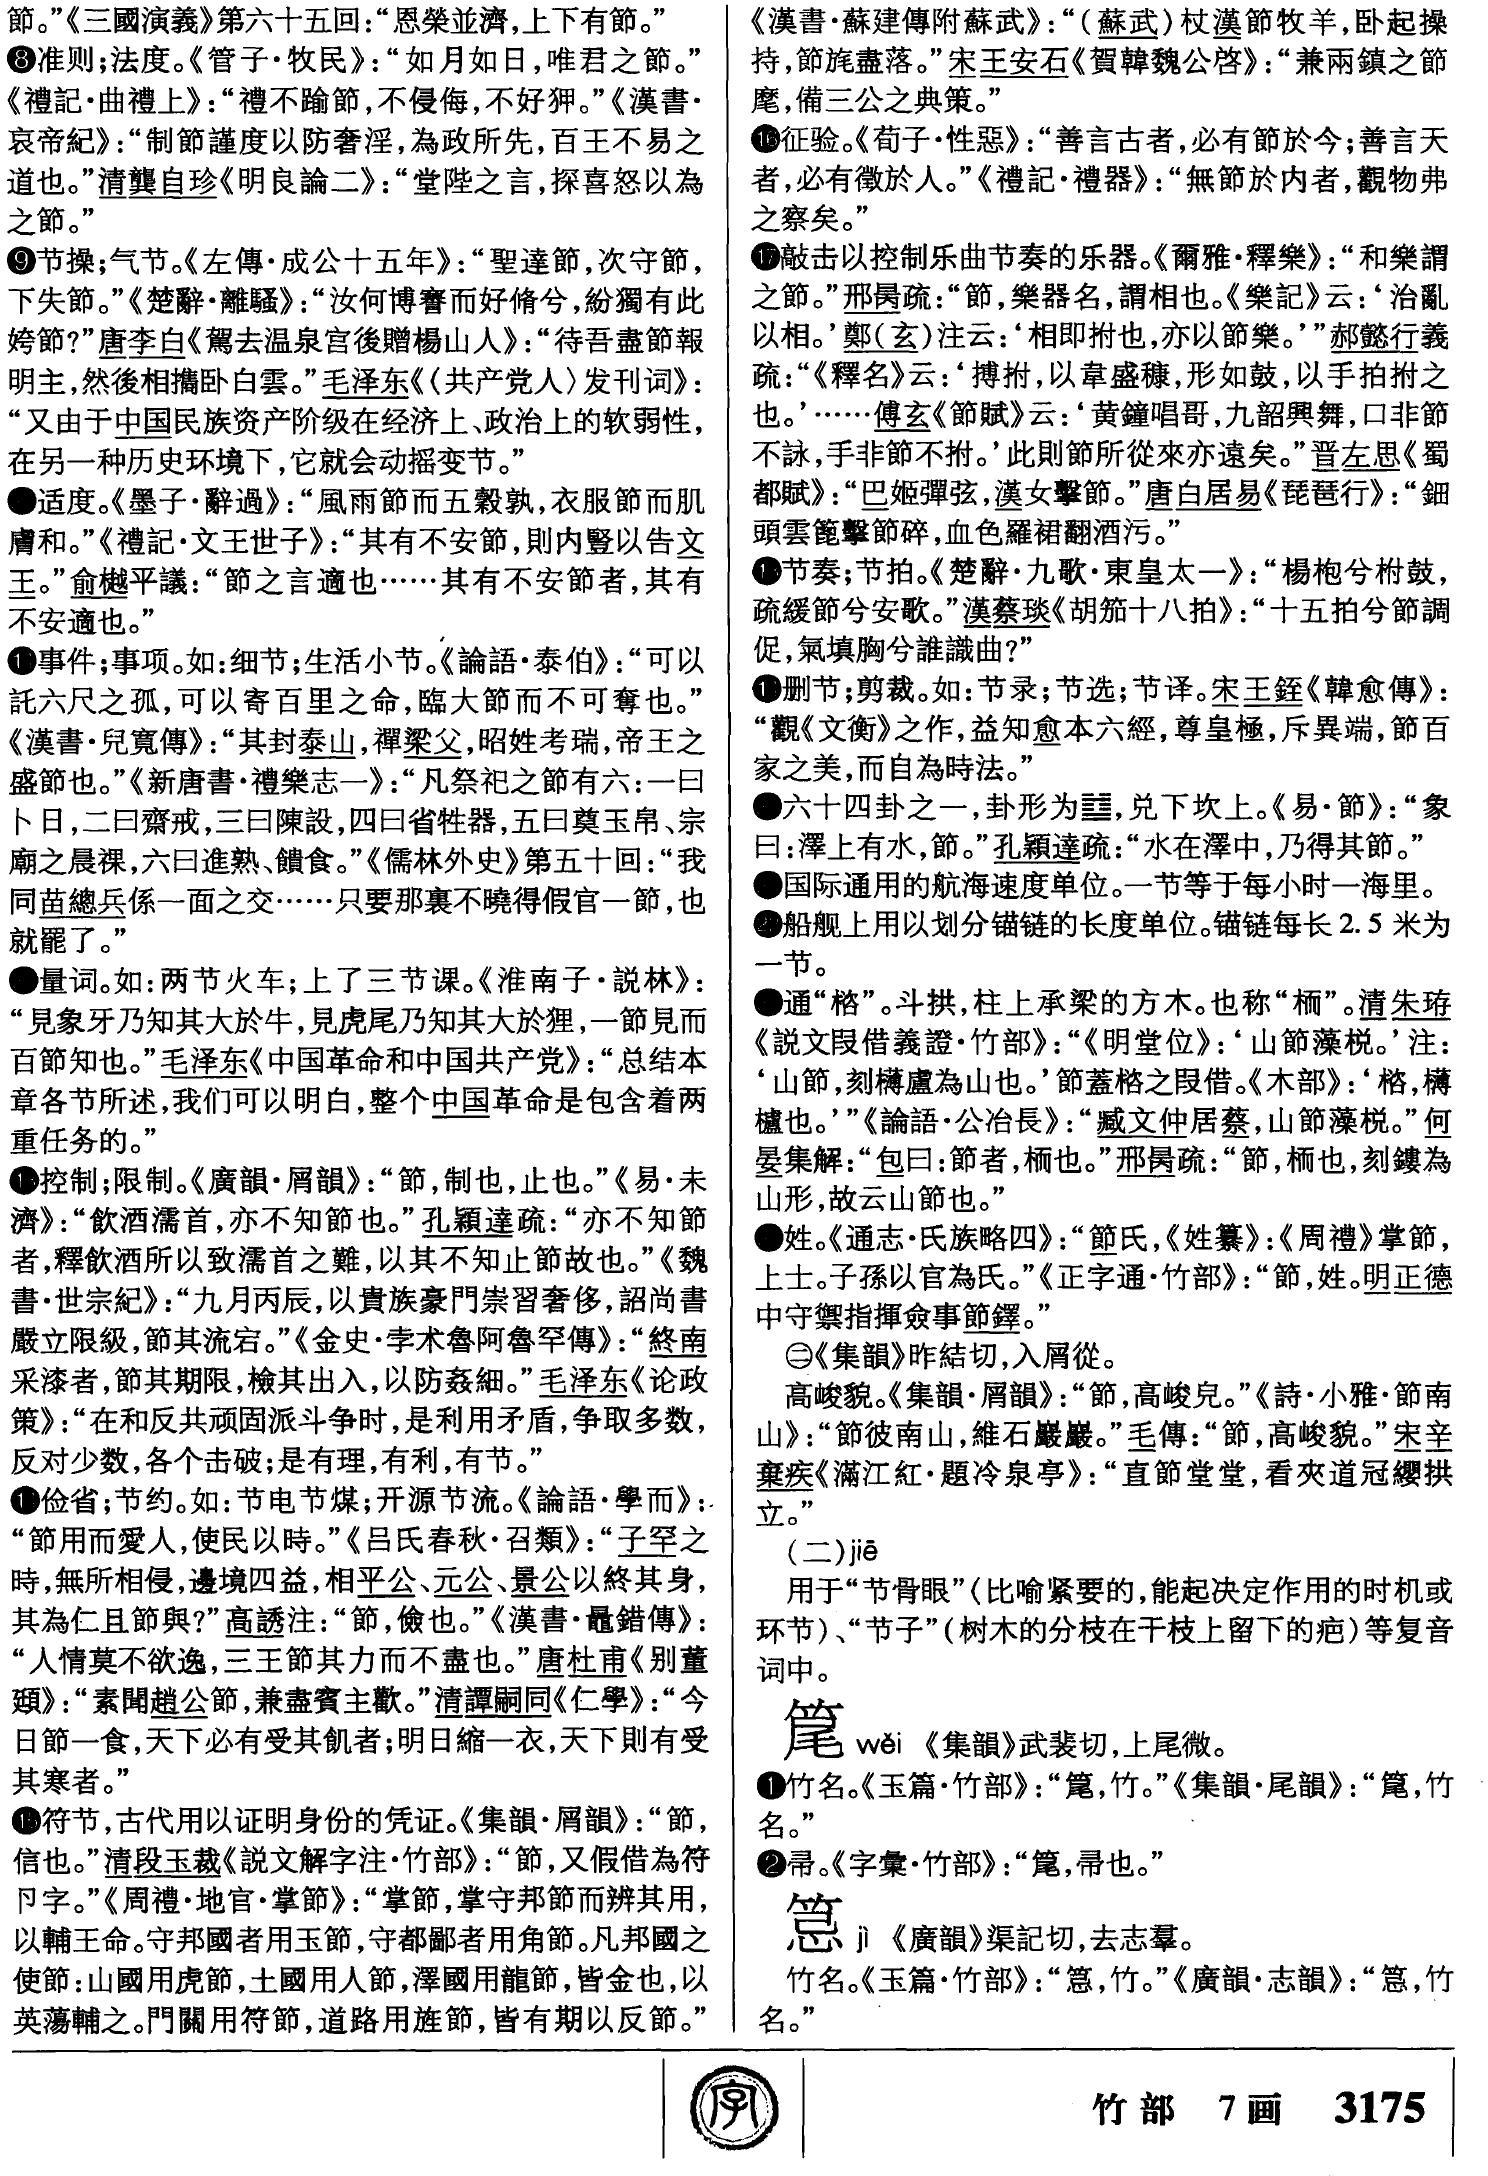 節。”《三國演義》第六十五回：“恩榮並濟，上下有節。”
❽准则；法度。《管子·牧民》：“如月如日，唯君之節。”
《禮記·曲禮上》：“禮不踰節，不侵侮，不好狎。”《漢書·
哀帝紀》：“制節謹度以防奢淫，為政所先，百王不易之
道也。”清龔自珍《明良論二》：“堂陛之言，探喜怒以為
之節。”
❾节操；气节。《左傳·成公十五年》：“聖達節，次守節，
下失節。”《楚辭·離騷》：“汝何博謇而好脩兮，紛獨有此
姱節？”唐李白《駕去温泉宫後贈楊山人》：“待吾盡節報
明主，然後相攜卧白雲。”毛泽东《〈共产党人〉发刊词》：
“又由于中国民族资产阶级在经济上、政治上的软弱性，
在另一种历史环境下，它就会动摇变节。”
❿适度。《墨子·辭過》：“風雨節而五穀孰，衣服節而肌
膚和。”《禮記·文王世子》：“其有不安節，則内豎以告文
王。”俞樾平議：“節之言適也……其有不安節者，其有
不安適也。”
⓫事件；事项。如：细节；生活小节。《論語·泰伯》：“可以
託六尺之孤，可以寄百里之命，臨大節而不可奪也。”
《漢書·兒寬傳》：“其封泰山，禪梁父，昭姓考瑞，帝王之
盛節也。”《新唐書·禮樂志一》：“凡祭祀之節有六：一曰
卜日，二曰齋戒，三曰陳設，四曰省牲器，五曰奠玉帛、宗
廟之晨祼，六曰進熟、饋食。”《儒林外史》第五十回：“我
同苗總兵係一面之交……只要那裏不曉得假官一節，也
就罷了。”
⓬量词。如：两节火车；上了三节课。《淮南子·説林》：
“見象牙乃知其大於牛，見虎尾乃知其大於狸，一節見而
百節知也。”毛泽东《中国革命和中国共产党》：“总结本
章各节所述，我们可以明白，整个中国革命是包含着两
重任务的。”
⓭控制；限制。《廣韻·屑韻》：“節，制也，止也。”《易·未
濟》：“飲酒濡首，亦不知節也。”孔穎達疏：“亦不知節
者，釋飲酒所以致濡首之難，以其不知止節故也。”《魏
書·世宗紀》：“九月丙辰，以貴族豪門崇習奢侈，詔尚書
嚴立限級，節其流宕。”《金史·孛术魯阿魯罕傳》：“終南
采漆者，節其期限，檢其出入，以防姦細。”毛泽东《论政
策》：“在和反共顽固派斗争时，是利用矛盾，争取多数，
反对少数，各个击破；是有理，有利，有节。”
⓮俭省；节约。如：节电节煤；开源节流。《論語·學而》：
“節用而愛人，使民以時。”《吕氏春秋·召類》：“子罕之
時，無所相侵，邊境四益，相平公、元公、景公以終其身，
其為仁且節與？”高誘注：“節，儉也。”《漢書·鼂錯傳》：
“人情莫不欲逸，三王節其力而不盡也。”唐杜甫《别董
頲》：“素聞趙公節，兼盡賓主歡。”清譚嗣同《仁學》：“今
日節一食，天下必有受其飢者；明日縮一衣，天下則有受
其寒者。”
⓯符节，古代用以证明身份的凭证。《集韻·屑韻》：“節，
信也。”清段玉裁《説文解字注·竹部》：“節，又假借為符
卪字。”《周禮·地官·掌節》：“掌節，掌守邦節而辨其用，
以輔王命。守邦國者用玉節，守都鄙者用角節。凡邦國之
使節：山國用虎節，土國用人節，澤國用龍節，皆金也，以
英蕩輔之。門關用符節，道路用旌節，皆有期以反節。”
《漢書·蘇建傳附蘇武》：“（蘇武）杖漢節牧羊，卧起操
持，節旄盡落。”宋王安石《賀韓魏公啓》：“兼兩鎮之節
麾，備三公之典策。”
⓰征验。《荀子·性惡》：“善言古者，必有節於今；善言天
者，必有徵於人。”《禮記·禮器》：“無節於内者，觀物弗
之察矣。”
⓱敲击以控制乐曲节奏的乐器。《爾雅·釋樂》：“和樂謂
之節。”邢昺疏：“節，樂器名，謂相也。《樂記》云：‘治亂
以相。’鄭（玄）注云：‘相即拊也，亦以節樂。’”郝懿行義
疏：“《釋名》云：‘搏拊，以韋盛糠，形如鼓，以手拍拊之
也。’……傅玄《節賦》云：‘黄鐘唱哥，九韶興舞，口非節
不詠，手非節不拊。’此則節所從來亦遠矣。”晋左思《蜀
都賦》：“巴姬彈弦，漢女擊節。”唐白居易《琵琶行》：“鈿
頭雲篦擊節碎，血色羅裙翻酒污。”
⓲节奏；节拍。《楚辭·九歌·東皇太一》：“揚枹兮拊鼓，
疏緩節兮安歌。”漢蔡琰《胡笳十八拍》：“十五拍兮節調
促，氣填胸兮誰識曲？”
⓳删节；剪裁。如：节录；节选；节译。宋王銍《韓愈傳》：
“觀《文衡》之作，益知愈本六經，尊皇極，斥異端，節百
家之美，而自為時法。”
⓴六十四卦之一，卦形为䷻，兑下坎上。《易·節》：“象
曰：澤上有水，節。”孔穎達疏：“水在澤中，乃得其節。”
㉑国际通用的航海速度单位。一节等于每小时一海里。
㉒船舰上用以划分锚链的长度单位。锚链每长2.5米为
一节。
㉓通“楶”。斗拱，柱上承梁的方木。也称“栭”。清朱珔
《説文叚借義證·竹部》：“《明堂位》：‘山節藻梲。’注：
‘山節，刻欂盧為山也。’節蓋楶之叚借。《木部》：‘楶，欂
櫨也。’”《論語·公冶長》：“臧文仲居蔡，山節藻梲。”何
晏集解：“包曰：節者，栭也。”邢昺疏：“節，栭也，刻鏤為
山形，故云山節也。”
㉔姓。《通志·氏族略四》：“節氏，《姓纂》：《周禮》掌節，
上士。子孫以官為氏。”《正字通·竹部》：“節，姓。明正德
中守禦指揮僉事節鐸。”
㊁《集韻》昨結切，入屑從。
高峻貌。《集韻·屑韻》：“節，高峻皃。”《詩·小雅·節南
山》：“節彼南山，維石巖巖。”毛傳：“節，高峻貌。”宋辛
棄疾《滿江紅·題冷泉亭》：“直節堂堂，看夾道冠纓拱
立。”
（二）jiē
用于“节骨眼”（比喻紧要的，能起决定作用的时机或
环节）、“节子”（树木的分枝在干枝上留下的疤）等复音
词中。
䇻 wěi 《集韻》武裴切，上尾微。
❶竹名。《玉篇·竹部》：“䇻，竹。”《集韻·尾韻》：“䇻，竹
名。”
❷帚。《字彙·竹部》：“䇻，帚也。”
䇫 jì 《廣韻》渠記切，去志羣。
竹名。《玉篇·竹部》：“䇫，竹。”《廣韻·志韻》：“䇫，竹
名。”
字
竹部 7画 3175